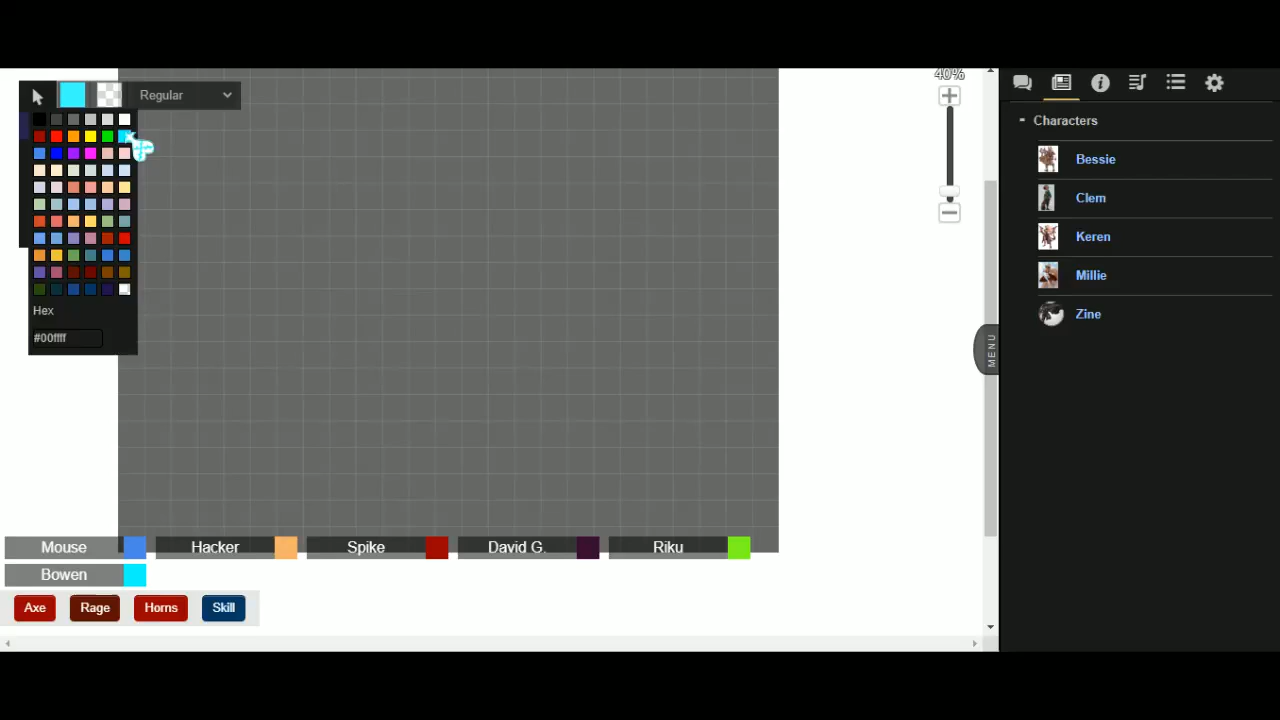 40%
Regular
Characters
Bessie
Clem
Keren
Millie
Zine
Hex
#00ffff
MENU
Mouse Hacker Spike David G. Riku
Bowen
Axe Rage Horns Skill